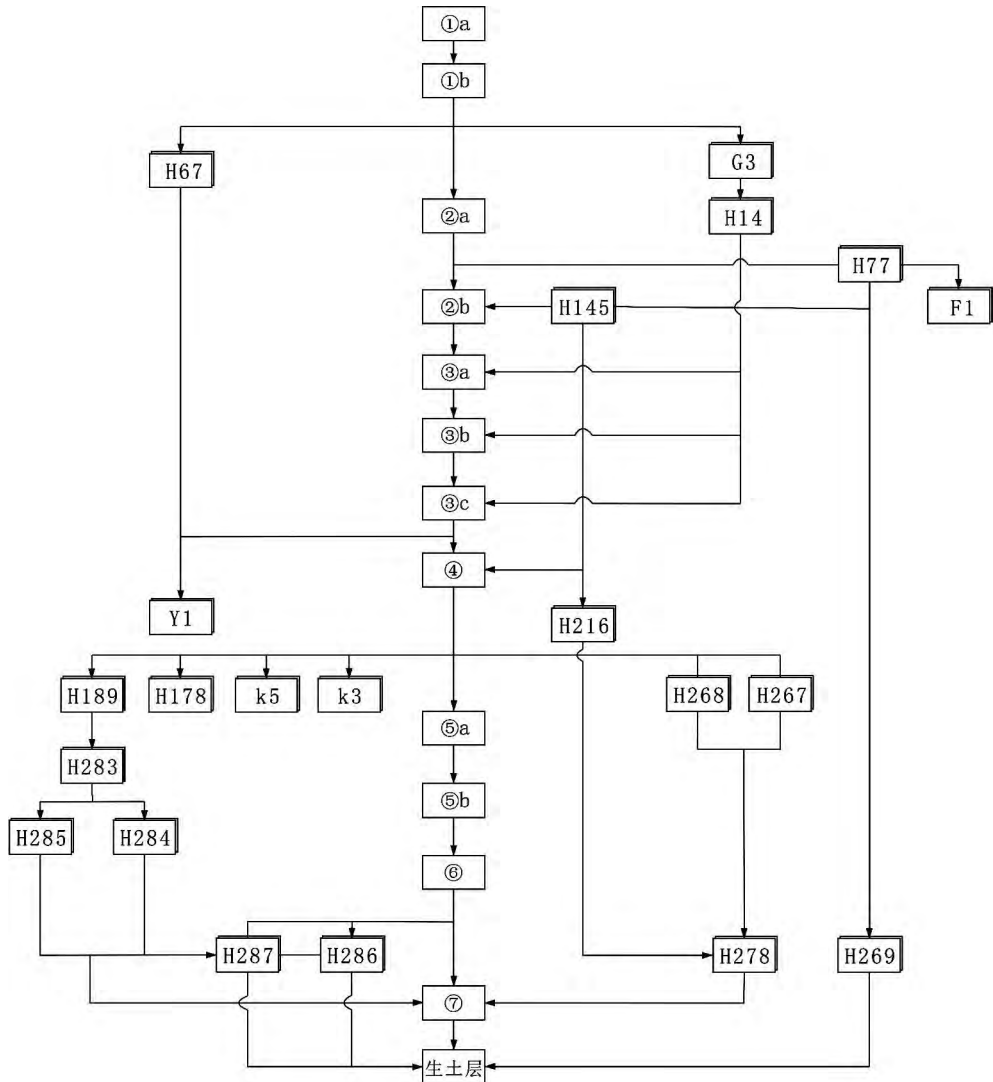 ①a
①b
H67
G3
②a
H14
H77
②b
H145
F1
③a
③b
③c
④
Y1
H216
H189
H178
k5
k3
H268
H267
⑤a
H283
⑤b
H285
H284
⑥
H287
H286
H278
H269
⑦
生土层